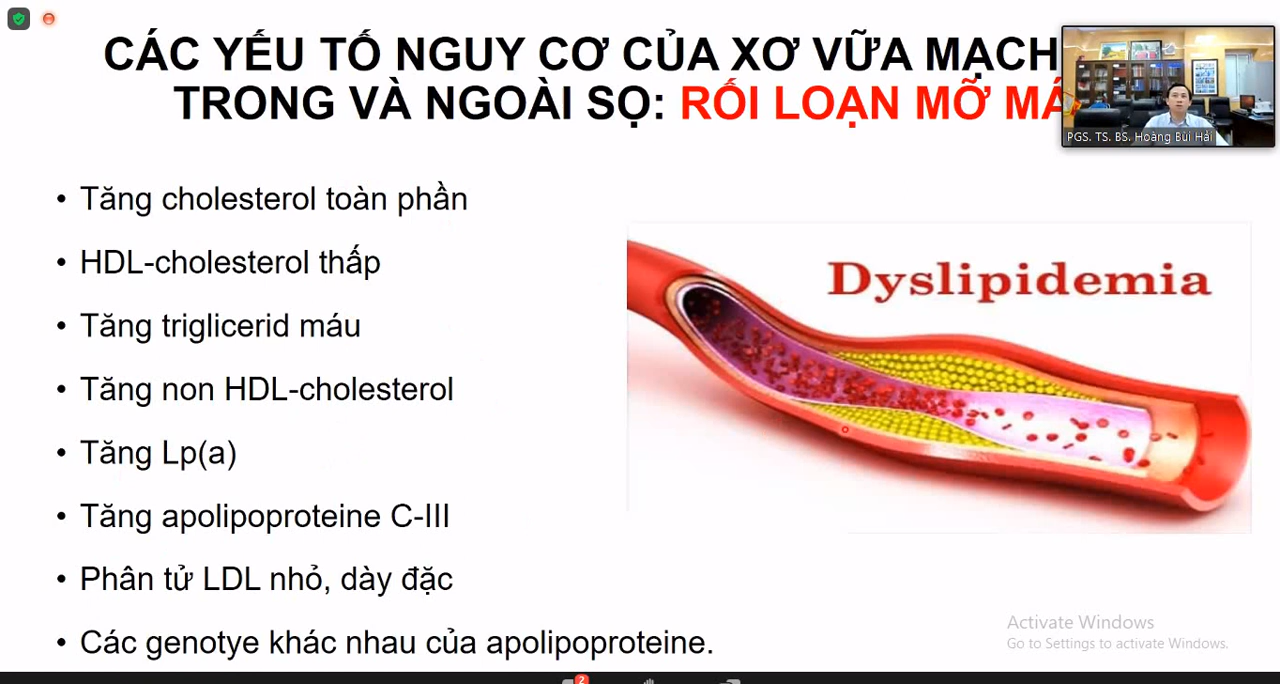 CÁC YẾU TỐ NGUY CƠ CỦA XƠ VỮA MẠCH
TRONG VÀ NGOÀI SỌ: RỐI LOẠN MỠ
PGS. TS. BS. Hoàng Bùi Hải
• Tăng cholesterol toàn phần
• HDL-cholesterol thấp
• Tăng triglicerid máu
• Tăng non HDL-cholesterol
• Tăng Lp(a)
• Tăng apolipoproteine C-III
• Phân tử LDL nhỏ, dày đặc
• Các genotye khác nhau của apolipoproteine.
Dyslipidemia
Activate Windows
Go to Settings to activate Windows.
2